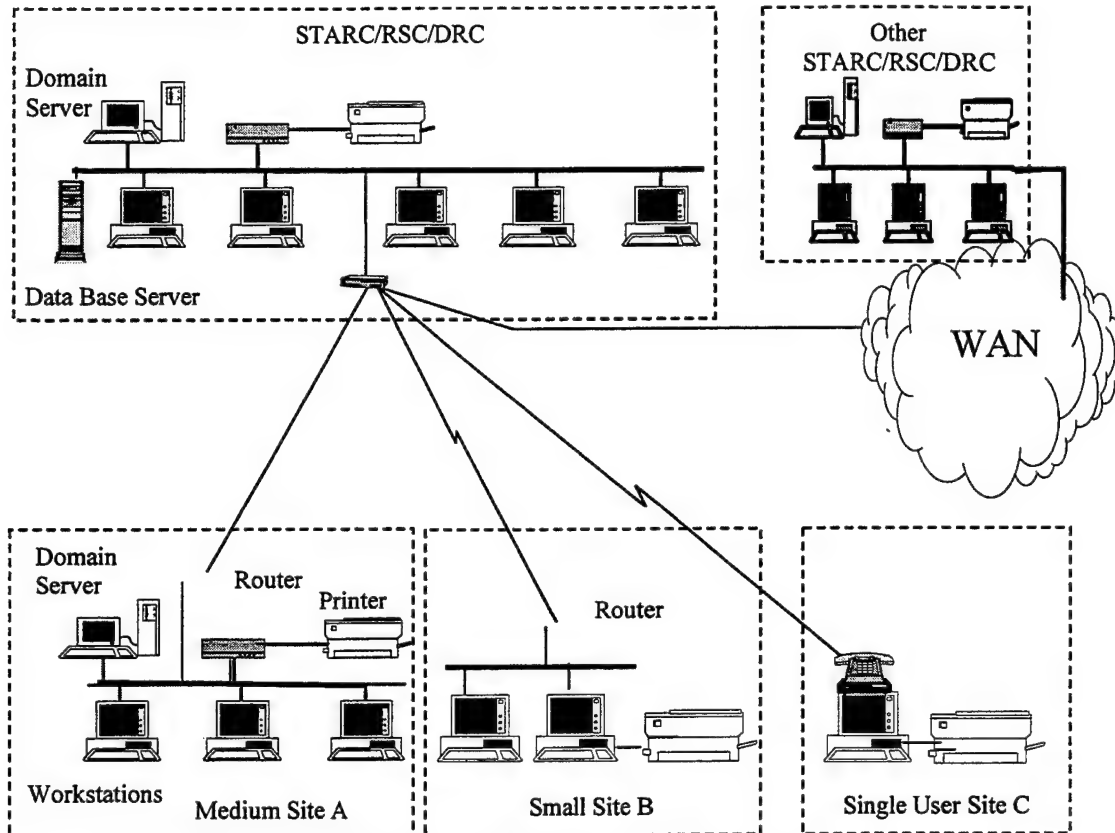 STARC/RSC/DRC
Other
STARC/RSC/DRC
Domain
Server
Data Base Server
WAN
Domain
Server
Router
Printer
Workstations
Medium Site A
Router
Small Site B
Single User Site C